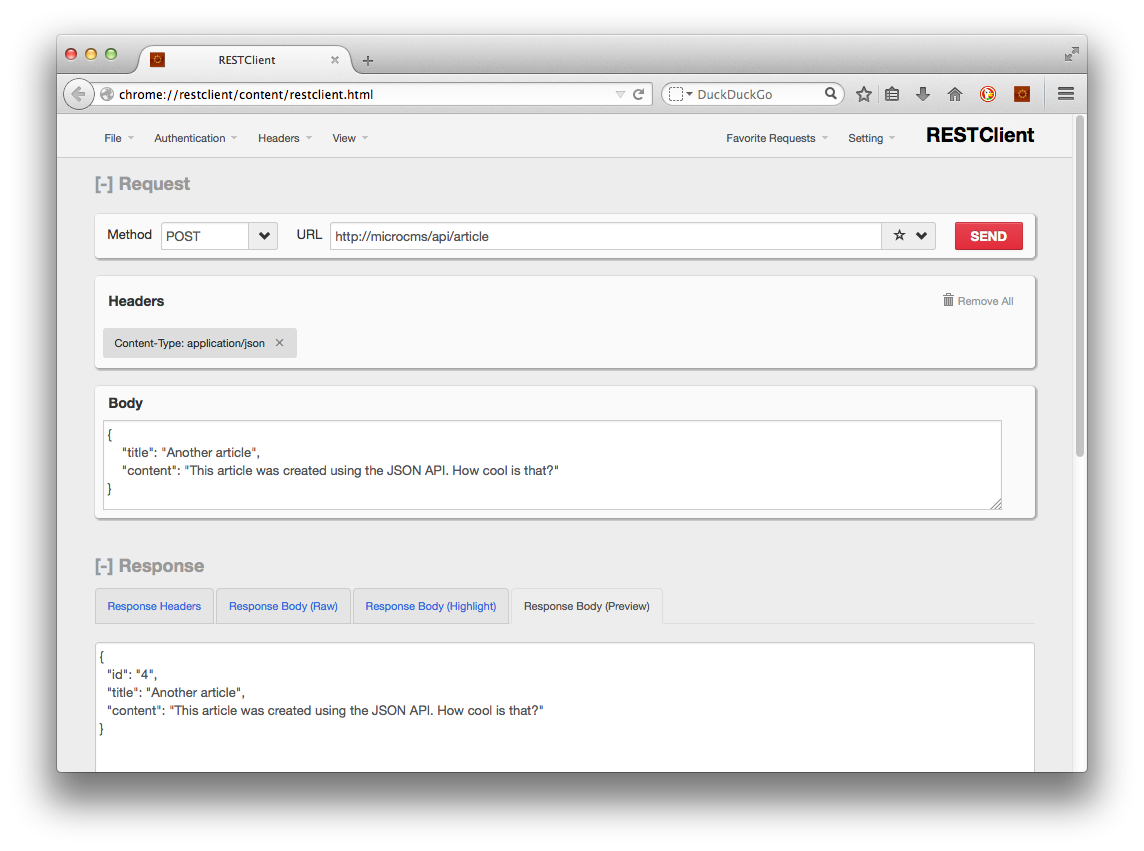 RESTClient
chrome://restclient/content/restclient.html
DuckDuckGo
File Authentication Headers View Favorite Requests Setting RESTClient
[-] Request
Method POST URL http://microcms/api/article SEND
Headers Remove All
Content-Type: application/json
Body
{
"title": "Another article",
"content": "This article was created using the JSON API. How cool is that?"
}
[-] Response
Response Headers Response Body (Raw) Response Body (Highlight) Response Body (Preview)
{
"id": "4",
"title": "Another article",
"content": "This article was created using the JSON API. How cool is that?"
}